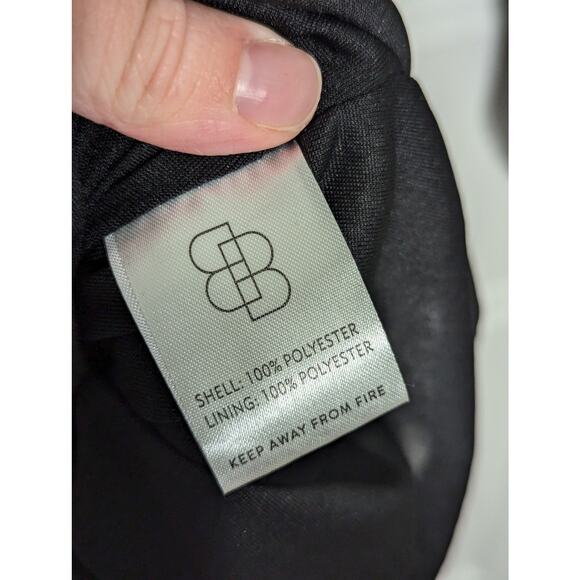 SHELL: 100% POLYESTER
LINING: 100% POLYESTER
KEEP AWAY FROM FIRE